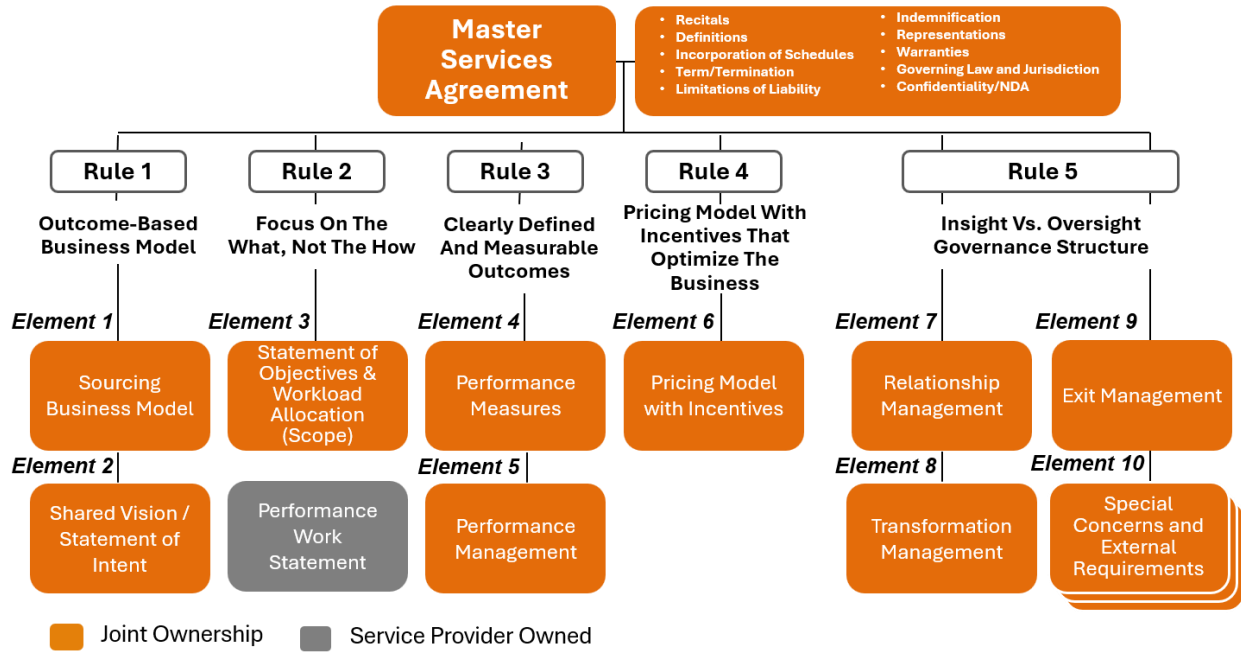 Master
Services
Agreement
• Recitals
• Definitions
• Incorporation of Schedules
• Term/Termination
• Limitations of Liability
• Indemnification
• Representations
• Warranties
• Governing Law and Jurisdiction
• Confidentiality/NDA
Rule 1
Outcome-Based
Business Model
Element 1
Sourcing
Business Model
Element 2
Shared Vision /
Statement of
Intent
Rule 2
Focus On The
What, Not The How
Element 3
Statement of
Objectives &
Workload
Allocation
(Scope)
Performance
Work
Statement
Rule 3
Clearly Defined
And Measurable
Outcomes
Element 4
Performance
Measures
Element 5
Performance
Management
Rule 4
Pricing Model With
Incentives That
Optimize The
Business
Element 6
Pricing Model
with Incentives
Rule 5
Insight Vs. Oversight
Governance Structure
Element 7
Relationship
Management
Element 8
Transformation
Management
Element 9
Exit Management
Element 10
Special
Concerns and
External
Requirements
Joint Ownership
Service Provider Owned